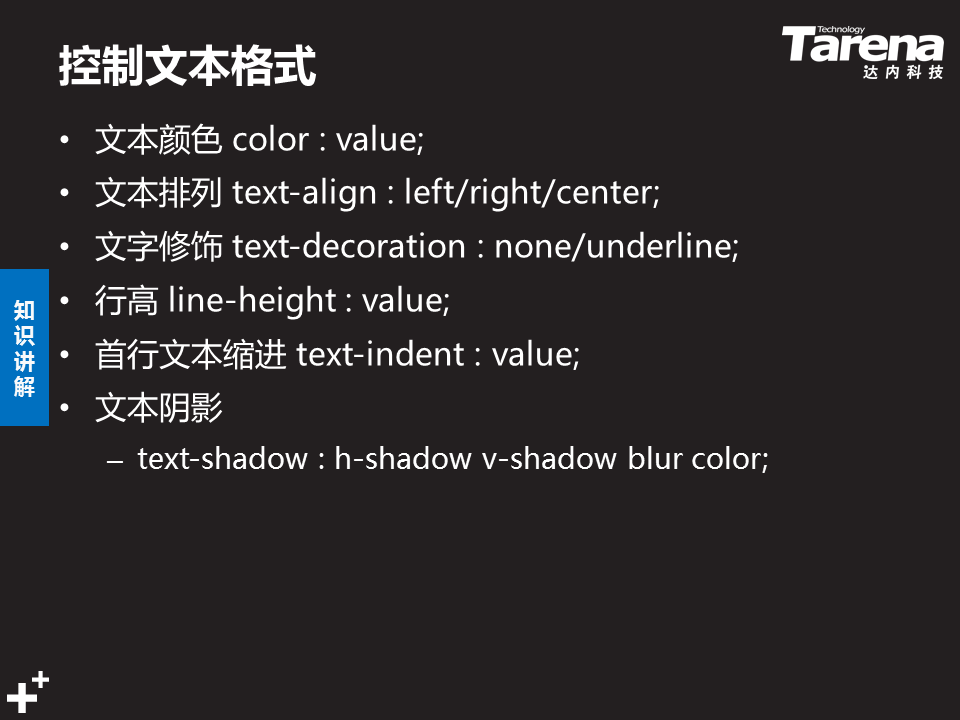 控制文本格式
Technology
Tarena
达内科技
• 文本颜色 color : value;
• 文本排列 text-align : left/right/center;
• 文字修饰 text-decoration : none/underline;
• 行高 line-height : value;
• 首行文本缩进 text-indent : value;
• 文本阴影
– text-shadow : h-shadow v-shadow blur color;
知识讲解